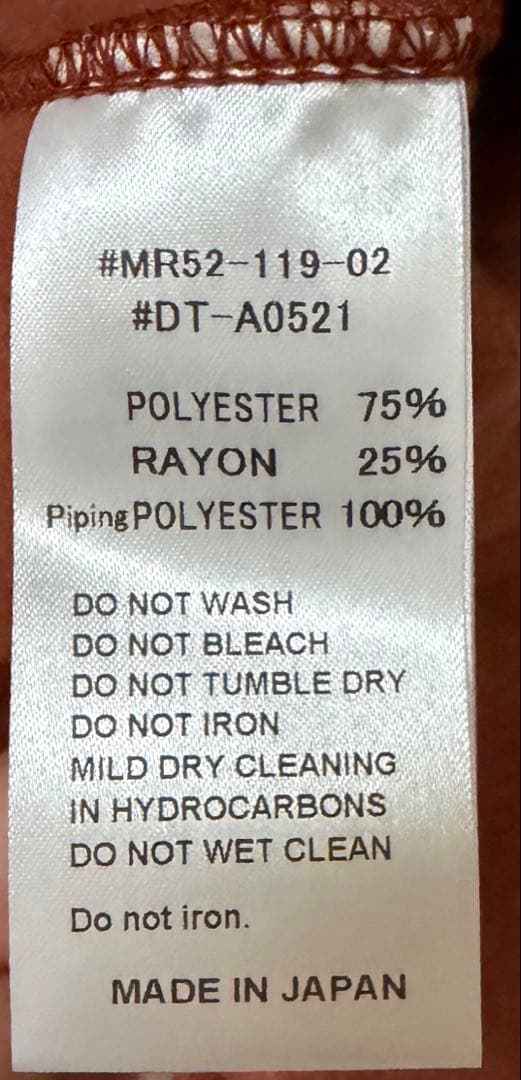 #MR52-119-02
#DT-A0521
POLYESTER 75%
RAYON 25%
Piping POLYESTER 100%
DO NOT WASH
DO NOT BLEACH
DO NOT TUMBLE DRY
DO NOT IRON
MILD DRY CLEANING
IN HYDROCARBONS
DO NOT WET CLEAN
Do not iron.
MADE IN JAPAN